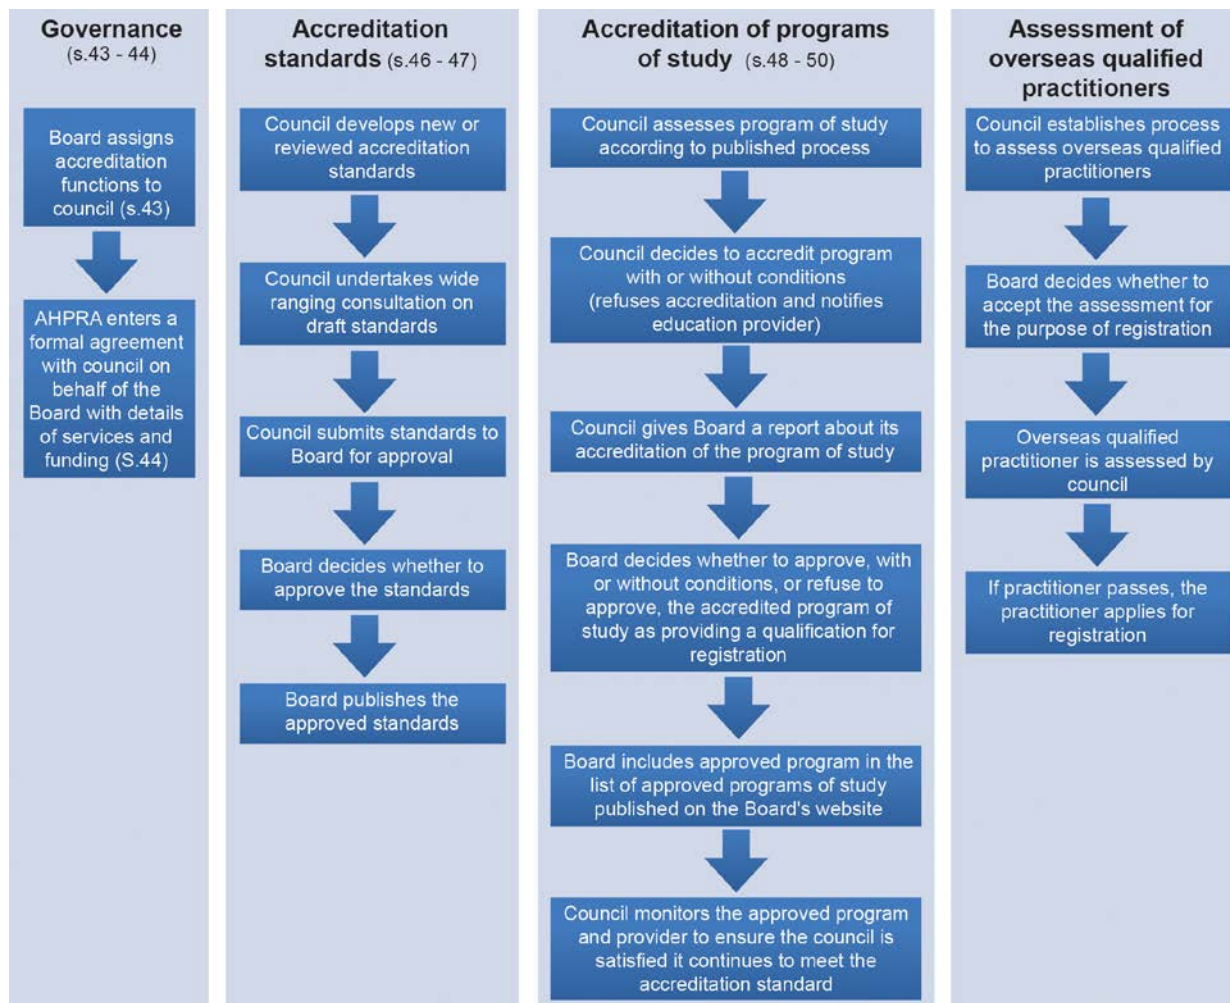 Governance
(s.43 - 44)
Board assigns
accreditation
functions to
council (s.43)
AHPRA enters a
formal agreement
with council on
behalf of the
Board with details
of services and
funding (S.44)
Accreditation
standards (s.46 - 47)
Council develops new or
reviewed accreditation
standards
Council undertakes wide
ranging consultation on
draft standards
Council submits standards to
Board for approval
Board decides whether to
approve the standards
Board publishes the
approved standards
Accreditation of programs
of study (s.48 - 50)
Council assesses program of study
according to published process
Council decides to accredit program
with or without conditions
(refuses accreditation and notifies
education provider)
Council gives Board a report about its
accreditation of the program of study
Board decides whether to approve, with
or without conditions, or refuse to
approve, the accredited program of
study as providing a qualification for
registration
Board includes approved program in the
list of approved programs of study
published on the Board's website
Council monitors the approved program
and provider to ensure the council is
satisfied it continues to meet the
accreditation standard
Assessment of
overseas qualified
practitioners
Council establishes process
to assess overseas qualified
practitioners
Board decides whether to
accept the assessment for
the purpose of registration
Overseas qualified
practitioner is assessed by
council
If practitioner passes, the
practitioner applies for
registration